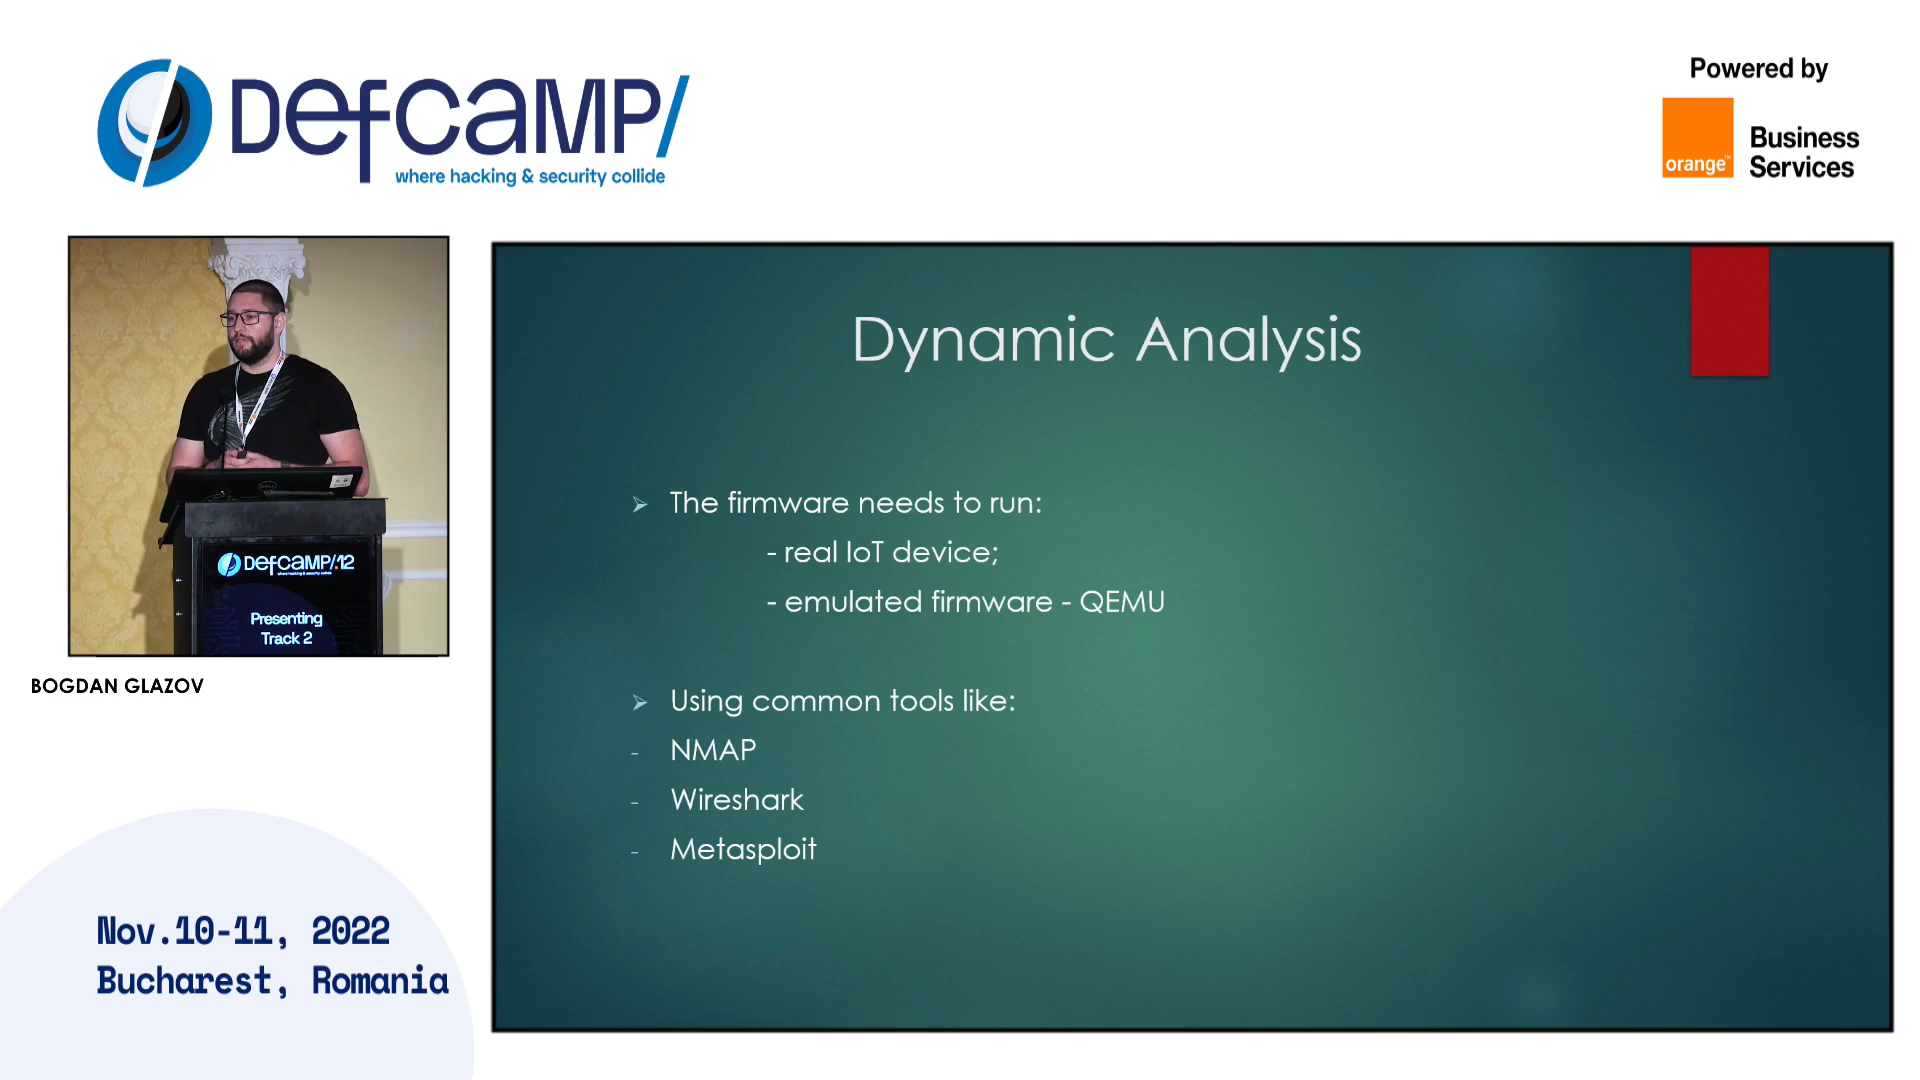 DefCamp/
where hacking & security collide
Powered by
orange™
Business
Services
Dynamic Analysis
➢ The firmware needs to run:
- real IoT device;
- emulated firmware - QEMU
➢ Using common tools like:
- NMAP
- Wireshark
- Metasploit
DefCamp/12
Presenting
Track 2
BOGDAN GLAZOV
Nov.10-11, 2022
Bucharest, Romania